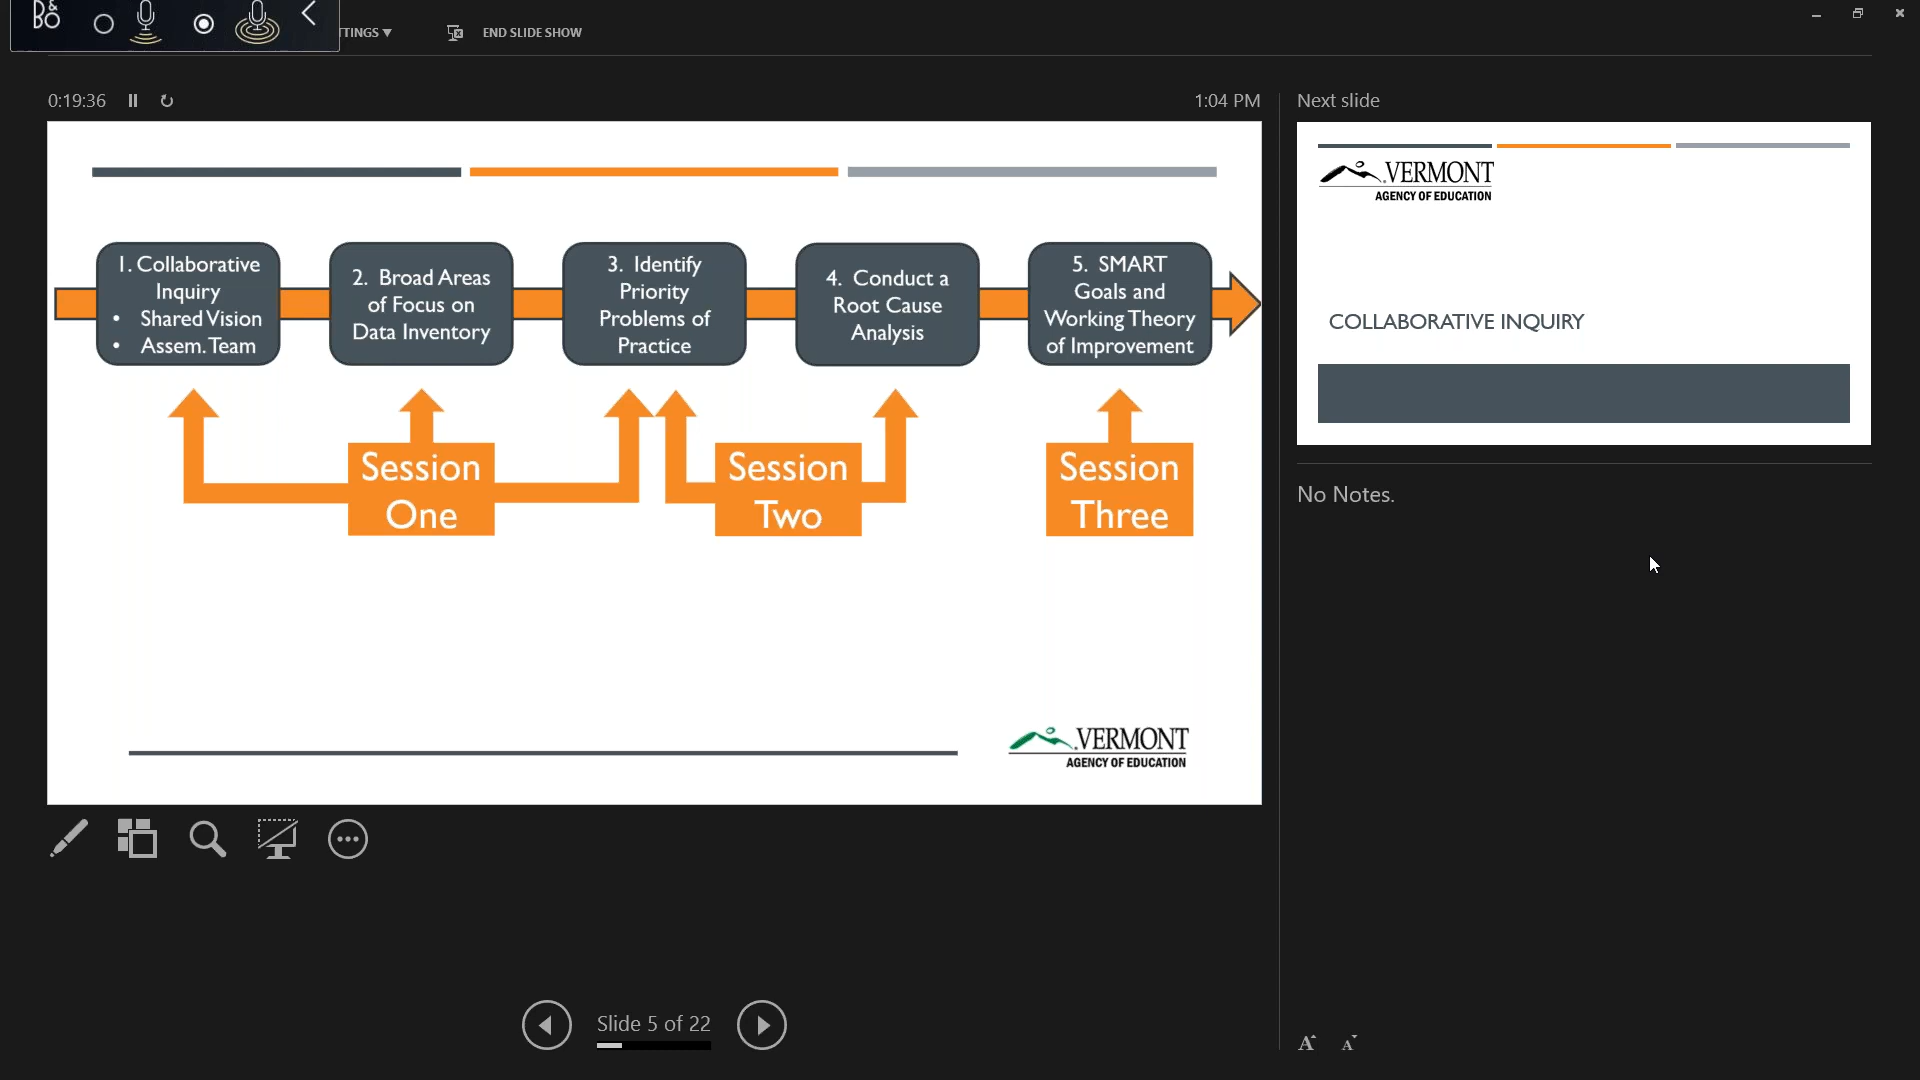 B&O
TTINGS ▼
END SLIDE SHOW
0:19:36
1:04 PM
Next slide
1. Collaborative
Inquiry
• Shared Vision
• Assem. Team
2. Broad Areas
of Focus on
Data Inventory
3. Identify
Priority
Problems of
Practice
4. Conduct a
Root Cause
Analysis
5. SMART
Goals and
Working Theory
of Improvement
Session
One
Session
Two
Session
Three
VERMONT
AGENCY OF EDUCATION
VERMONT
AGENCY OF EDUCATION
COLLABORATIVE INQUIRY
No Notes.
Slide 5 of 22
A A